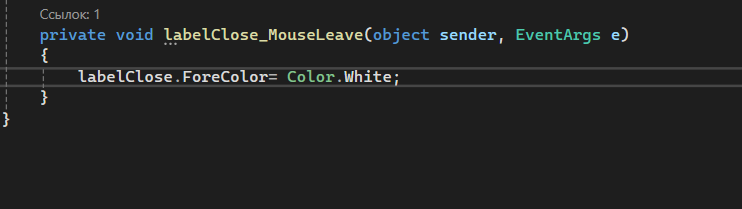 Ссылок: 1
private void labelClose_MouseLeave(object sender, EventArgs e)
{
labelClose.ForeColor= Color.White;
}
}